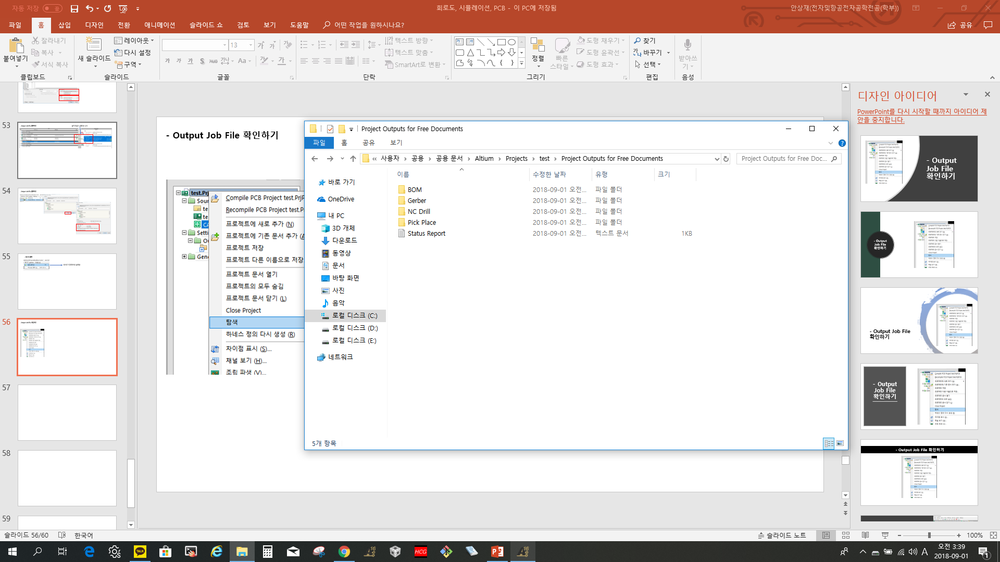 자동 저장 끔
회로도, 시뮬레이션, PCB - 이 PC에 저장됨
안상재(전자및항공전자공학전공(학부))
파일 홈 삽입 디자인 전환 애니메이션 슬라이드 쇼 검토 보기 도움말 어떤 작업을 원하시나요? 공유
붙여넣기 잘라내기 복사 서식 복사 클립보드
새 슬라이드 레이아웃 다시 설정 구역 슬라이드
13 가 가 가 S abc 간 Aa 가 글꼴
텍스트 방향 텍스트 맞춤 SmartArt로 변환 단락
정렬 빠른 스타일 도형 채우기 도형 윤곽선 도형 효과 그리기
찾기 바꾸기 선택 편집
받아쓰기 음성
53
54
55
56
57
58
59
- Output Job File 확인하기
test.Prj
Compile PCB Project test.PrjP
Recompile PCB Project test.P
프로젝트에 새로 추가 (N)
프로젝트에 기존 문서 추가 (A
프로젝트 저장
프로젝트 다른 이름으로 저장
프로젝트 문서 열기
프로젝트의 모두 숨김
프로젝트 문서 닫기 (L)
Close Project
탐색
하네스 정의 다시 생성 (R)
차이점 표시 (S)...
채널 보기 (H)...
조립 파생 (V)...
Sour
te
te
CA
Setti
Ou
Gene
Project Outputs for Free Documents
파일 홈 공유 보기
« 사용자 › 공용 › 공용 문서 › Altium › Projects › test › Project Outputs for Free Documents
Project Outputs for Free Doc...
바로 가기
OneDrive
내 PC
3D 개체
다운로드
동영상
문서
바탕 화면
사진
음악
로컬 디스크 (C:)
로컬 디스크 (D:)
로컬 디스크 (E:)
네트워크
이름 수정한 날짜 유형 크기
BOM 2018-09-01 오전... 파일 폴더
Gerber 2018-09-01 오전... 파일 폴더
NC Drill 2018-09-01 오전... 파일 폴더
Pick Place 2018-09-01 오전... 파일 폴더
Status Report 2018-09-01 오전... 텍스트 문서 1KB
5개 항목
디자인 아이디어
PowerPoint를 다시 시작할 때까지 아이디어 제
안을 중지합니다.
- Output
Job File
확인하기
- Output
Job File
확인하기
- Output Job File
확인하기
- Output
Job File
확인하기
- Output Job File 확인하기
슬라이드 56/60 한국어
슬라이드 노트 100%
TALK
HCG
16
16
A
오전 3:39
2018-09-01
1